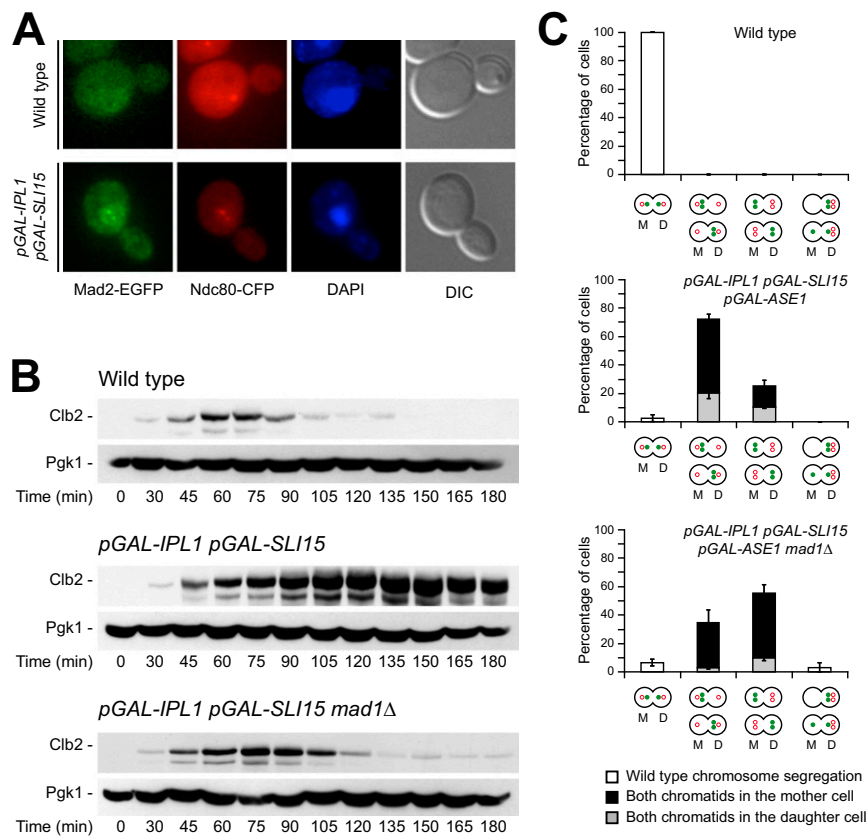 A
Wild type
pGAL-IPL1
pGAL-SLI15
Mad2-EGFP Ndc80-CFP DAPI DIC
B
Wild type
Clb2 -
Pgk1 -
Time (min) 0 30 45 60 75 90 105 120 135 150 165 180
pGAL-IPL1 pGAL-SLI15
Clb2 -
Pgk1 -
Time (min) 0 30 45 60 75 90 105 120 135 150 165 180
pGAL-IPL1 pGAL-SLI15 mad1Δ
Clb2 -
Pgk1 -
Time (min) 0 30 45 60 75 90 105 120 135 150 165 180
C
Wild type
Percentage of cells
100
80
60
40
20
0
M D M D M D M D
pGAL-IPL1 pGAL-SLI15
pGAL-ASE1
Percentage of cells
100
80
60
40
20
0
M D M D M D M D
pGAL-IPL1 pGAL-SLI15
pGAL-ASE1 mad1Δ
Percentage of cells
100
80
60
40
20
0
M D M D M D M D
Wild type chromosome segregation
Both chromatids in the mother cell
Both chromatids in the daughter cell